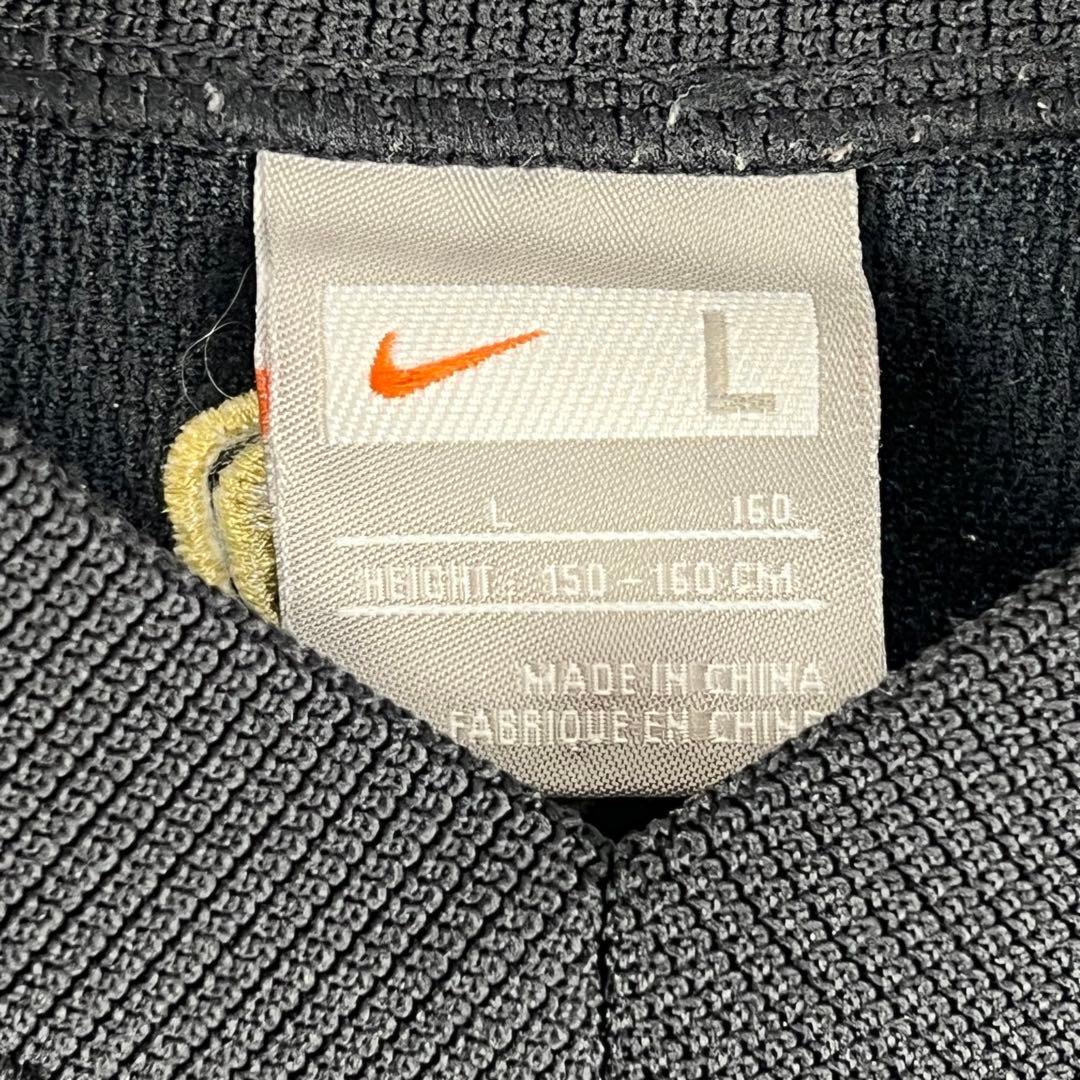 L
L 160
HEIGHT: 150-160 CM
MADE IN CHINA
FABRIQUE EN CHINE